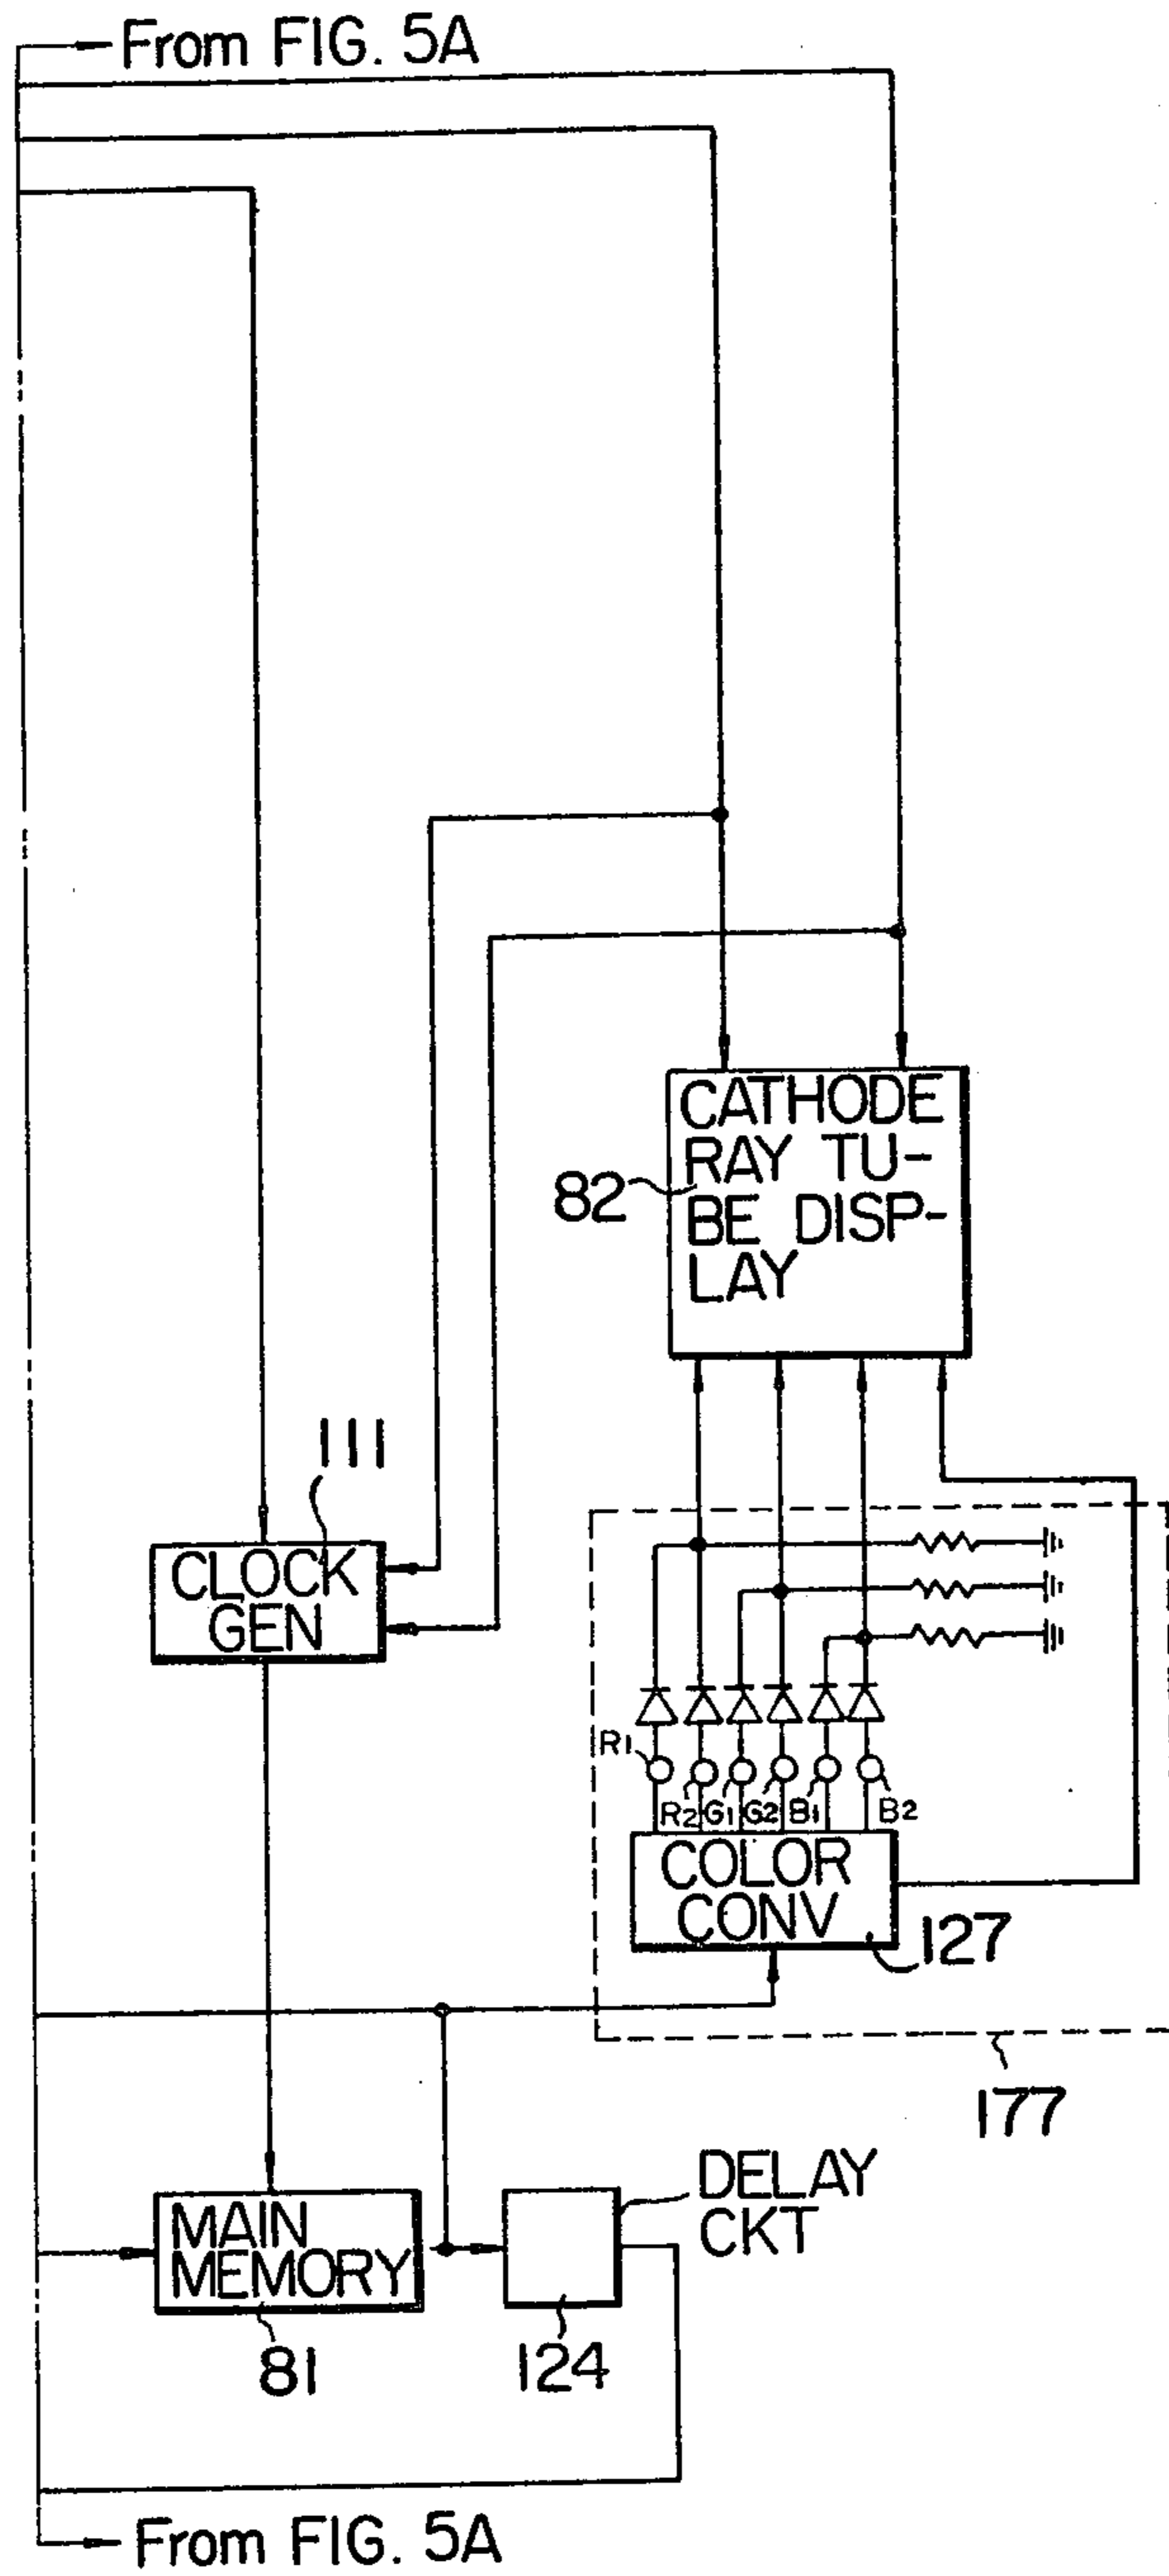 From FIG. 5A
CATHODE
RAY TU-
BE DISP-
LAY
82
111
CLOCK
GEN
R1
R2
G1
G2
B1
B2
COLOR
CONV
127
177
DELAY
CKT
MAIN
MEMORY
81
124
From FIG. 5A